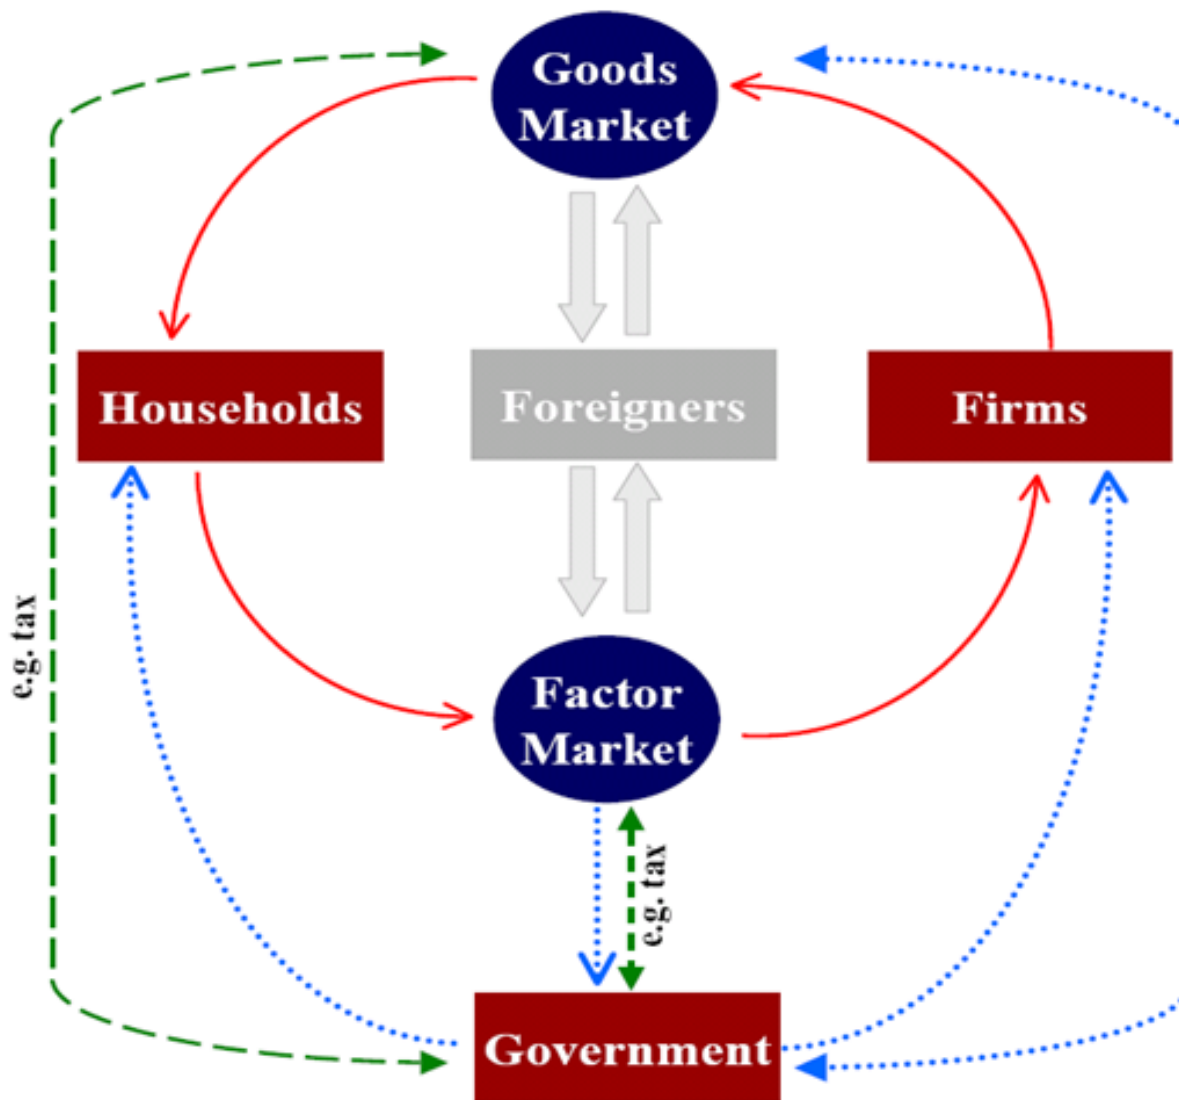 Goods
Market
Households
Foreigners
Firms
e.g. tax
Factor
Market
e.g. tax
Government